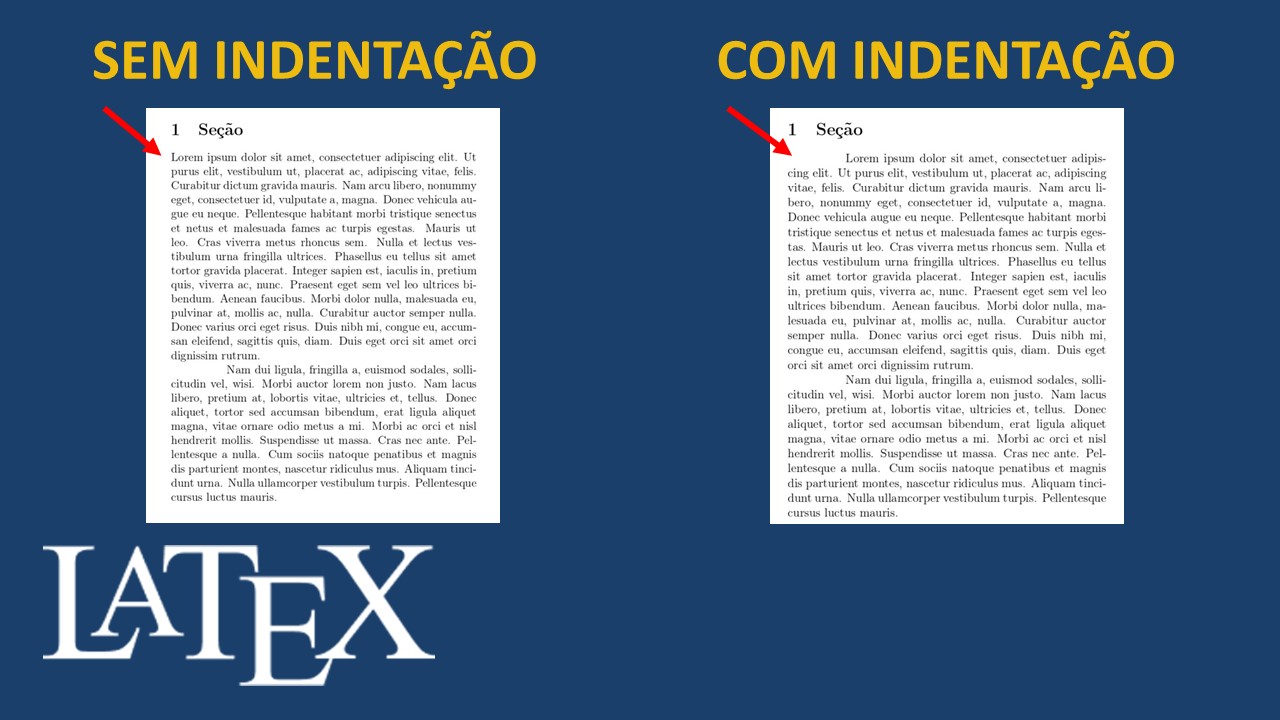 SEM INDENTAÇÃO
1 Seção
Lorem ipsum dolor sit amet, consectetuer adipiscing elit. Ut
purus elit, vestibulum ut, placerat ac, adipiscing vitae, felis.
Curabitur dictum gravida mauris. Nam arcu libero, nonummy
eget, consectetuer id, vulputate a, magna. Donec vehicula au-
gue eu neque. Pellentesque habitant morbi tristique senectus
et netus et malesuada fames ac turpis egestas. Mauris ut
leo. Cras viverra metus rhoncus sem. Nulla et lectus ves-
tibulum urna fringilla ultrices. Phasellus eu tellus sit amet
tortor gravida placerat. Integer sapien est, iaculis in, pretium
quis, viverra ac, nunc. Praesent eget sem vel leo ultrices bi-
bendum. Aenean faucibus. Morbi dolor nulla, malesuada eu,
pulvinar at, mollis ac, nulla. Curabitur auctor semper nulla.
Donec varius orci eget risus. Duis nibh mi, congue eu, accum-
san eleifend, sagittis quis, diam. Duis eget orci sit amet orci
dignissim rutrum.
Nam dui ligula, fringilla a, euismod sodales, solli-
citudin vel, wisi. Morbi auctor lorem non justo. Nam lacus
libero, pretium at, lobortis vitae, ultricies et, tellus. Donec
aliquet, tortor sed accumsan bibendum, erat ligula aliquet
magna, vitae ornare odio metus a mi. Morbi ac orci et nisl
hendrerit mollis. Suspendisse ut massa. Cras nec ante. Pel-
lentesque a nulla. Cum sociis natoque penatibus et magnis
dis parturient montes, nascetur ridiculus mus. Aliquam tinci-
dunt urna. Nulla ullamcorper vestibulum turpis. Pellentesque
cursus luctus mauris.
COM INDENTAÇÃO
1 Seção
Lorem ipsum dolor sit amet, consectetuer adipis-
cing elit. Ut purus elit, vestibulum ut, placerat ac, adipiscing
vitae, felis. Curabitur dictum gravida mauris. Nam arcu li-
bero, nonummy eget, consectetuer id, vulputate a, magna.
Donec vehicula augue eu neque. Pellentesque habitant morbi
tristique senectus et netus et malesuada fames ac turpis eges-
tas. Mauris ut leo. Cras viverra metus rhoncus sem. Nulla et
lectus vestibulum urna fringilla ultrices. Phasellus eu tellus
sit amet tortor gravida placerat. Integer sapien est, iaculis
in, pretium quis, viverra ac, nunc. Praesent eget sem vel leo
ultrices bibendum. Aenean faucibus. Morbi dolor nulla, ma-
lesuada eu, pulvinar at, mollis ac, nulla. Curabitur auctor
semper nulla. Donec varius orci eget risus. Duis nibh mi,
congue eu, accumsan eleifend, sagittis quis, diam. Duis eget
orci sit amet orci dignissim rutrum.
Nam dui ligula, fringilla a, euismod sodales, solli-
citudin vel, wisi. Morbi auctor lorem non justo. Nam lacus
libero, pretium at, lobortis vitae, ultricies et, tellus. Donec
aliquet, tortor sed accumsan bibendum, erat ligula aliquet
magna, vitae ornare odio metus a mi. Morbi ac orci et nisl
hendrerit mollis. Suspendisse ut massa. Cras nec ante. Pel-
lentesque a nulla. Cum sociis natoque penatibus et magnis
dis parturient montes, nascetur ridiculus mus. Aliquam tinci-
dunt urna. Nulla ullamcorper vestibulum turpis. Pellentesque
cursus luctus mauris.
LATEX